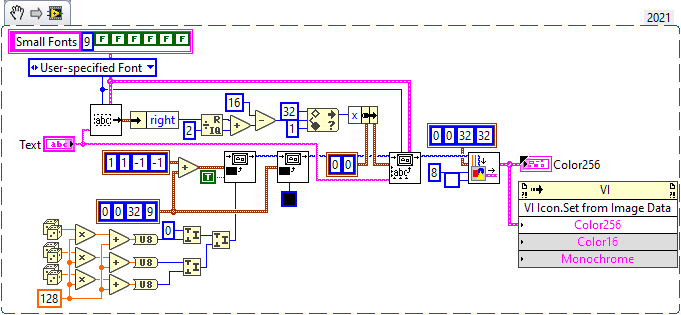 2021
Small Fonts 9 F F F F F F
User-specified Font
abc right 2 R IQ + 16 - 32 1 ? x
Text abc
1 1 -1 -1 + T 0 0 abc 0 0 32 32 Color256
8
0 0 32 9
VI
VI Icon.Set from Image Data
Color256
Color16
Monochrome
0
× + U8
× + U8
× + U8
128